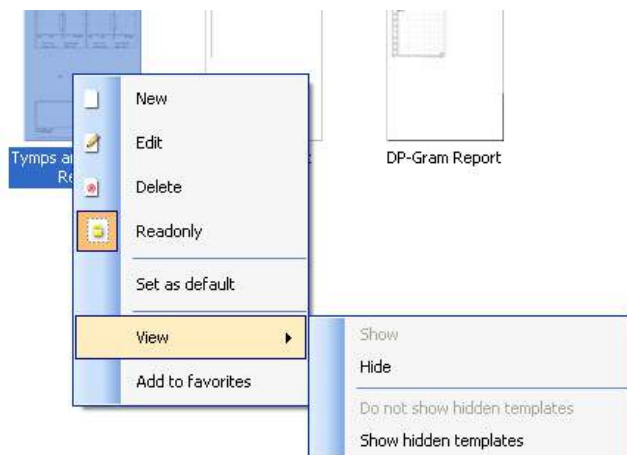 New
Edit
Tymps a
DP-Gram Report
Re
Delete
Readonly
Set as default
View
Show
Hide
Add to favorites
Do not show hidden templates
Show hidden templates